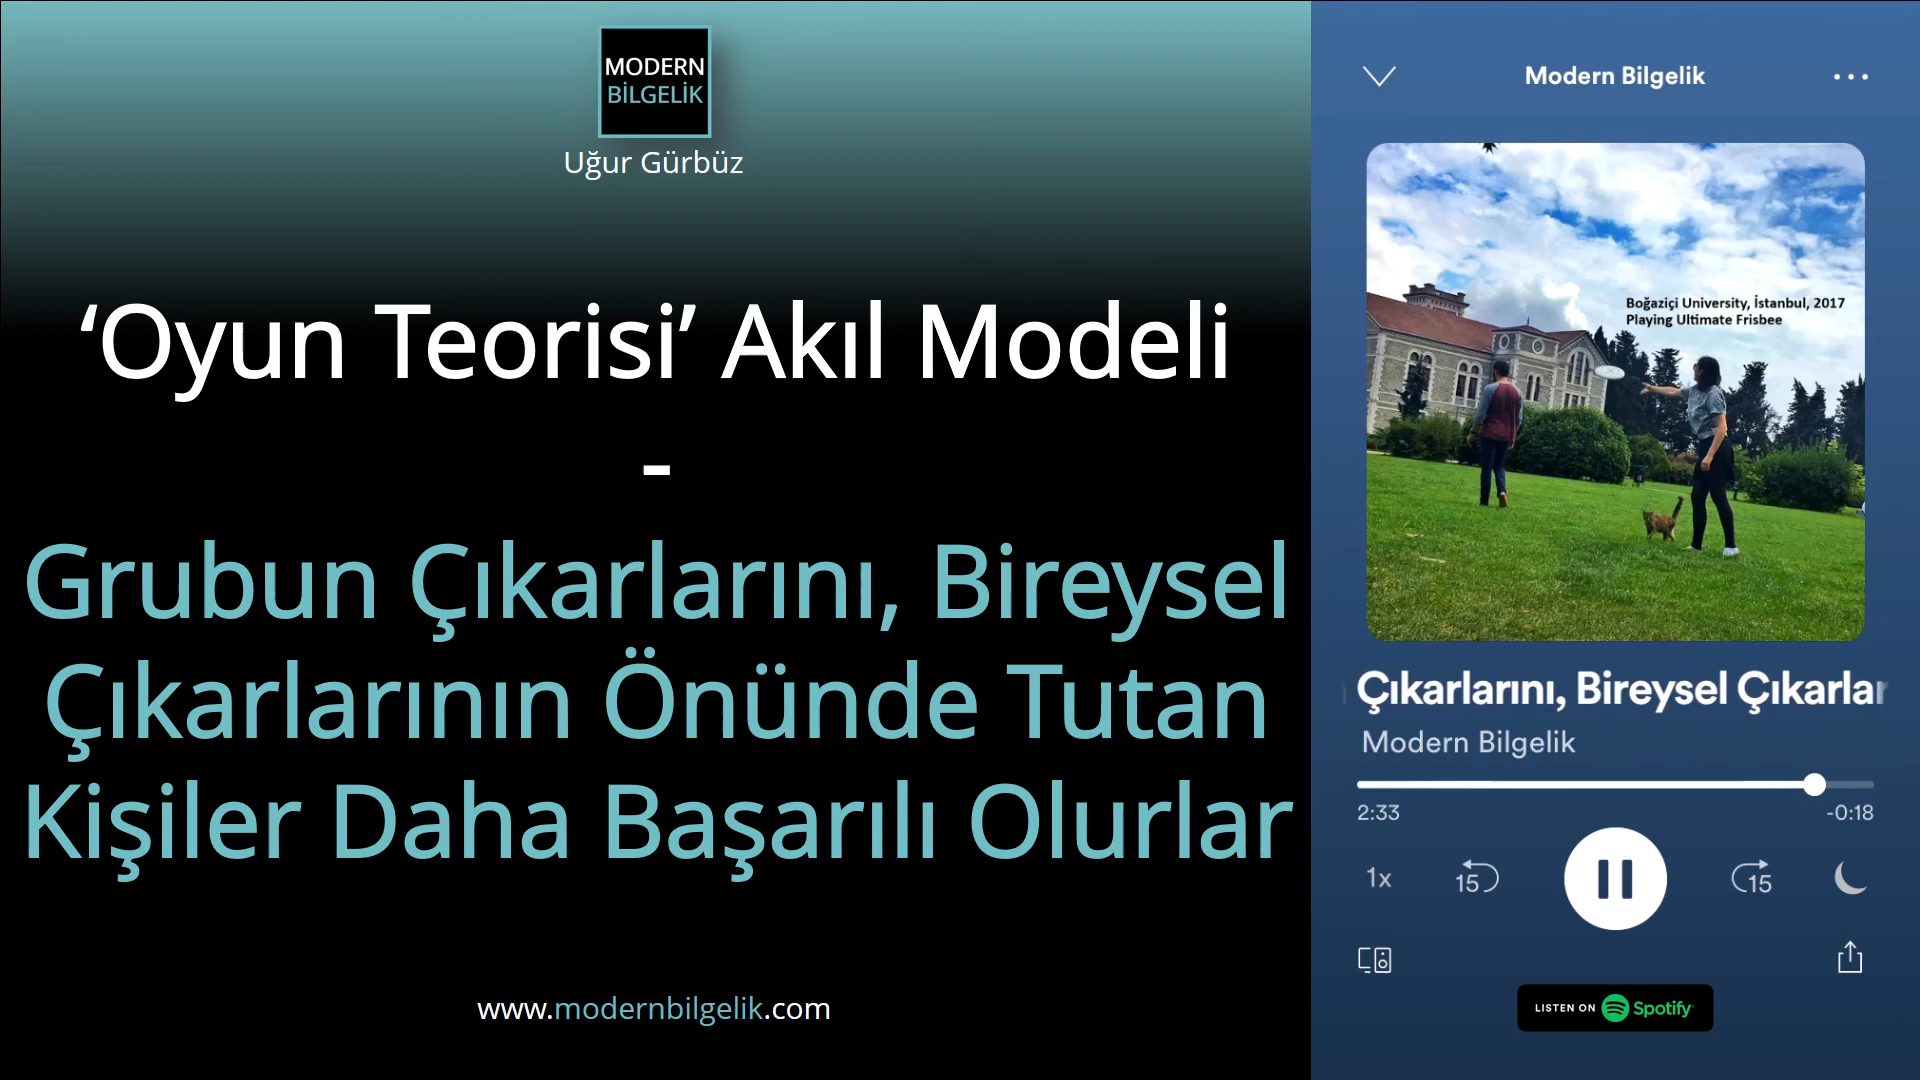 MODERN
BİLGELİK
Uğur Gürbüz
‘Oyun Teorisi’ Akıl Modeli
-
Grubun Çıkarlarını, Bireysel
Çıkarlarının Önünde Tutan
Kişiler Daha Başarılı Olurlar
www.modernbilgelik.com
Modern Bilgelik
Boğaziçi University, İstanbul, 2017
Playing Ultimate Frisbee
Çıkarlarını, Bireysel Çıkarlar
Modern Bilgelik
2:33 -0:18
1x 15 15
LISTEN ON Spotify